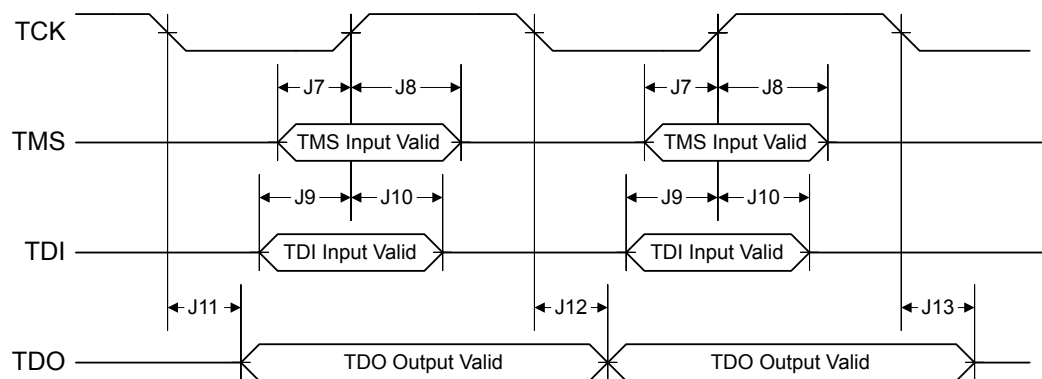 TCK
J7 J8 J7 J8
TMS TMS Input Valid TMS Input Valid
J9 J10 J9 J10
TDI TDI Input Valid TDI Input Valid
J11 J12 J13
TDO TDO Output Valid TDO Output Valid